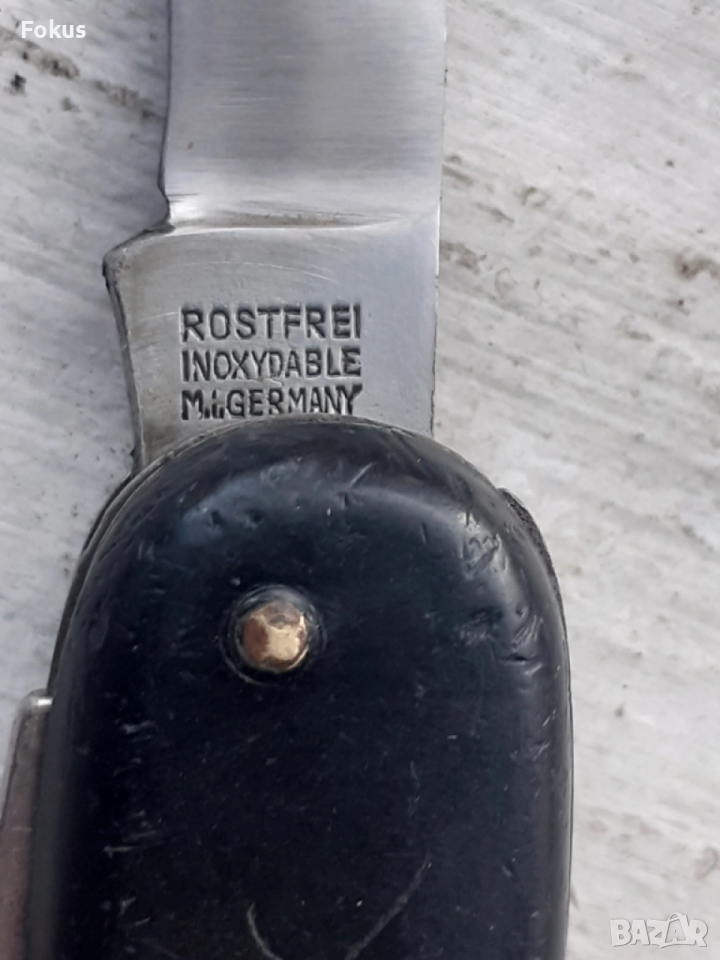 Fokus
ROSTFREI
INOXYDABLE
M.i.GERMANY
BAZAR